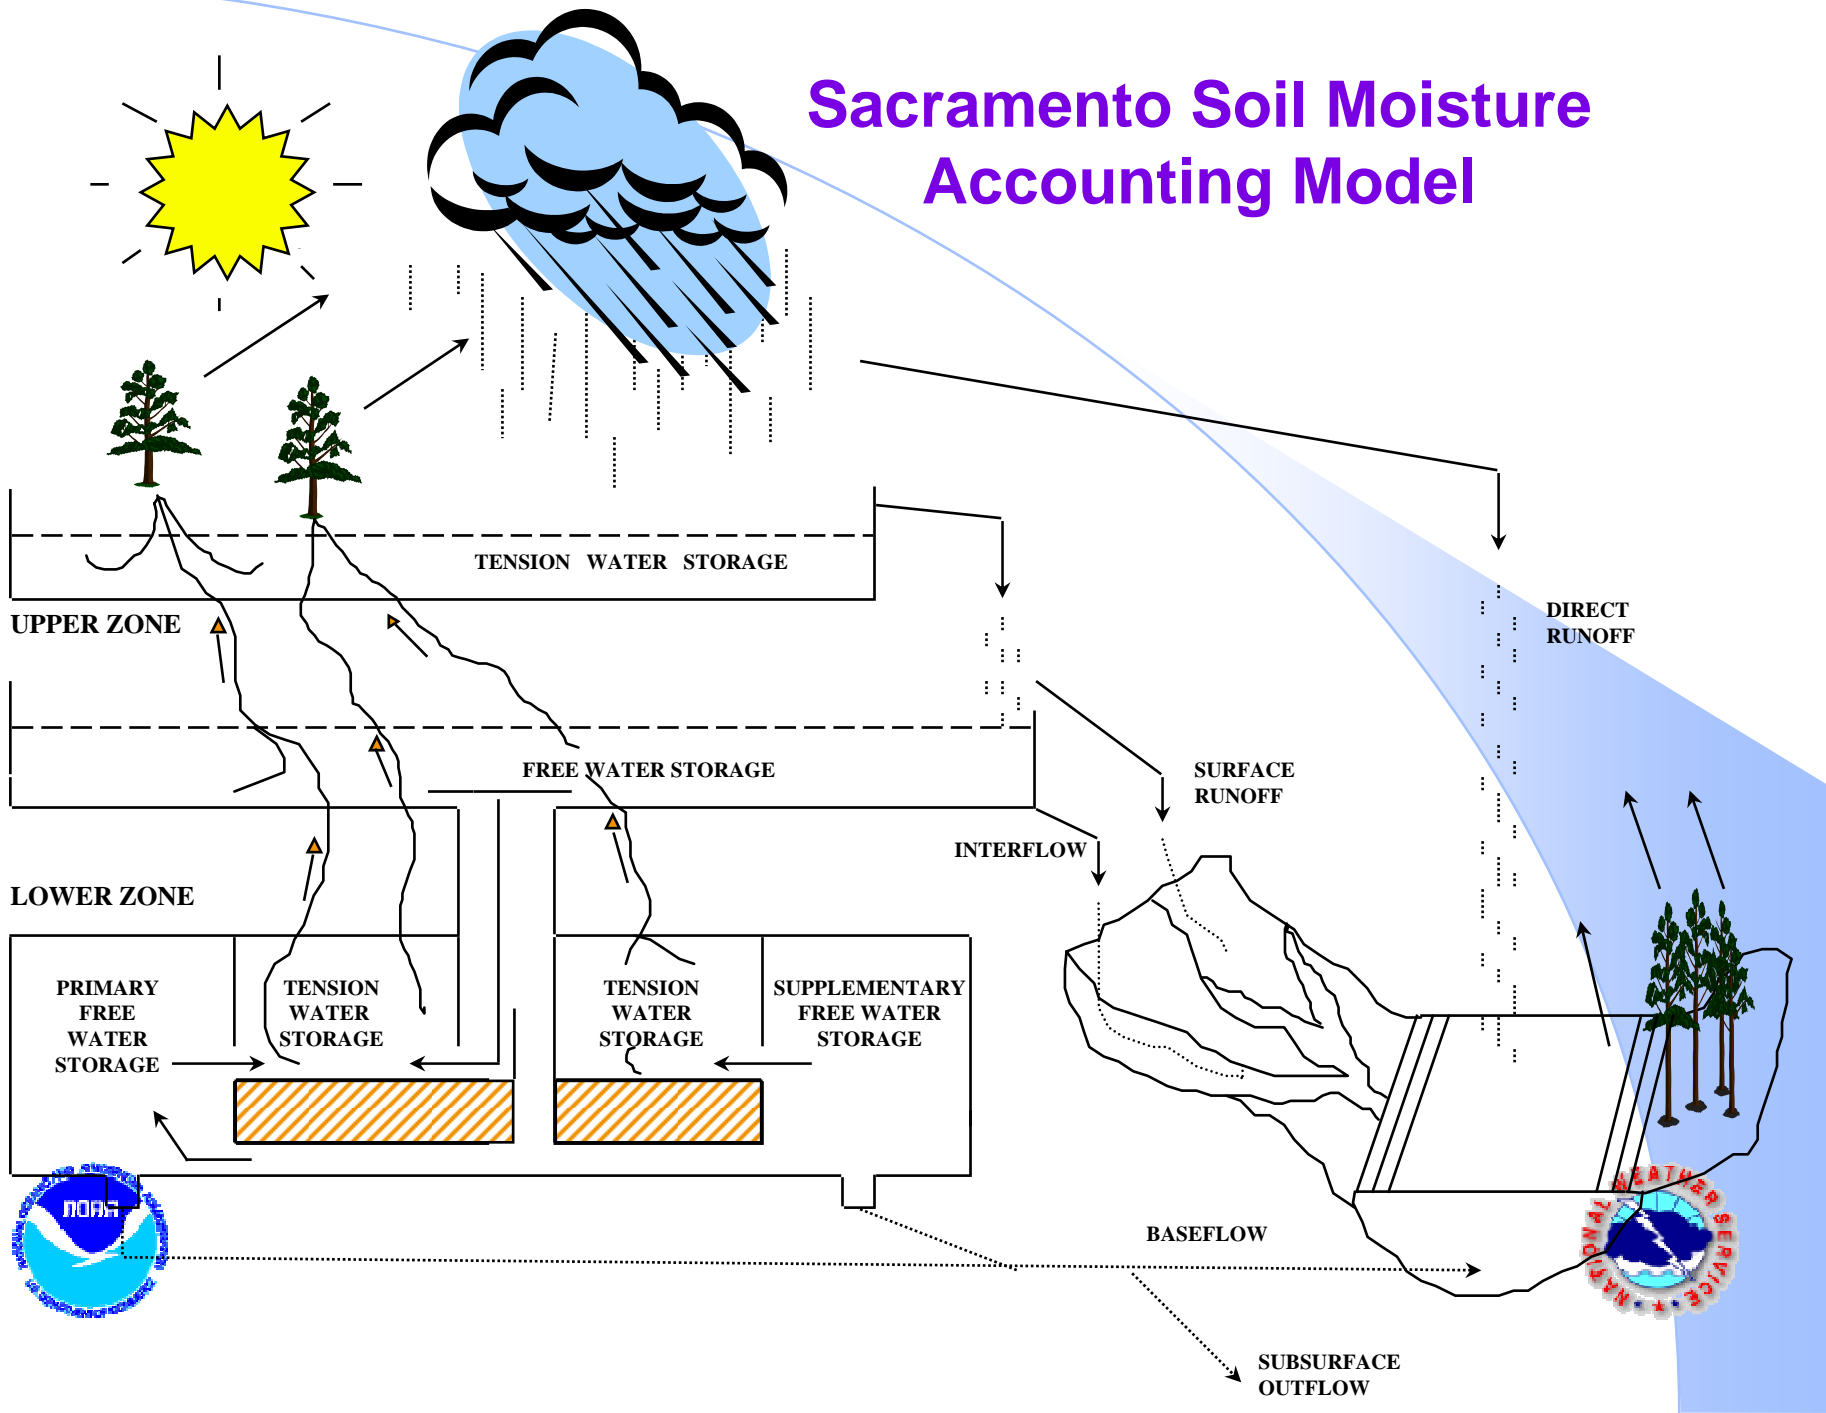 Sacramento Soil Moisture
Accounting Model
TENSION WATER STORAGE
UPPER ZONE
DIRECT
RUNOFF
FREE WATER STORAGE
SURFACE
RUNOFF
INTERFLOW
LOWER ZONE
PRIMARY
FREE
WATER
STORAGE
TENSION
WATER
STORAGE
TENSION
WATER
STORAGE
SUPPLEMENTARY
FREE WATER
STORAGE
NOAA
BASEFLOW
NATIONAL WEATHER SERVICE
SUBSURFACE
OUTFLOW